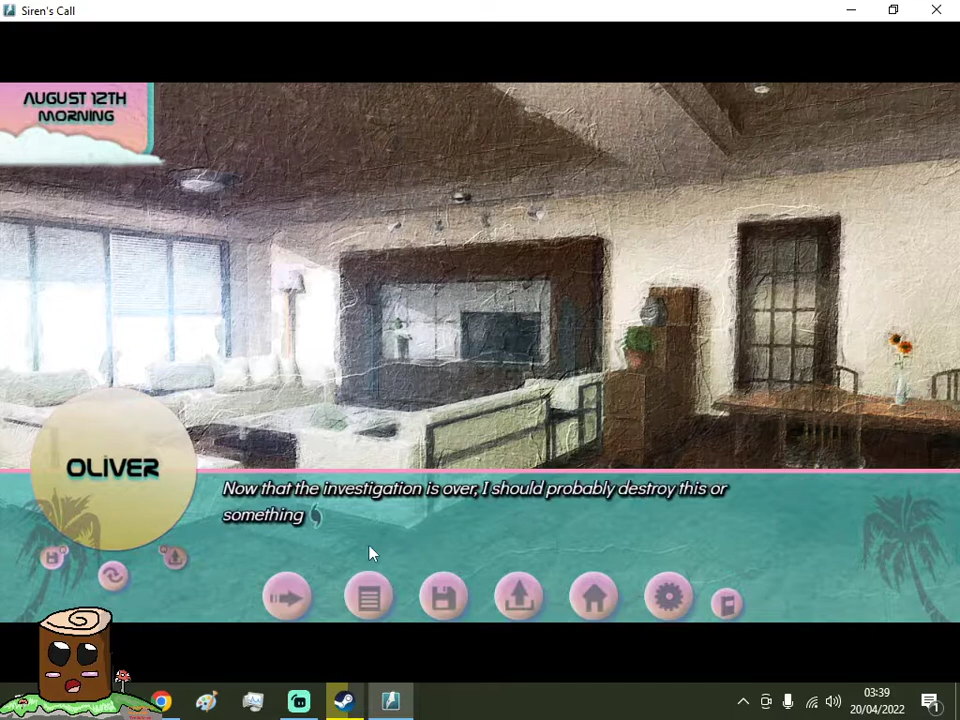 Siren's Call
AUGUST 12TH
MORNING
OLIVER
Now that the investigation is over, I should probably destroy this or
something
03:39
20/04/2022
1